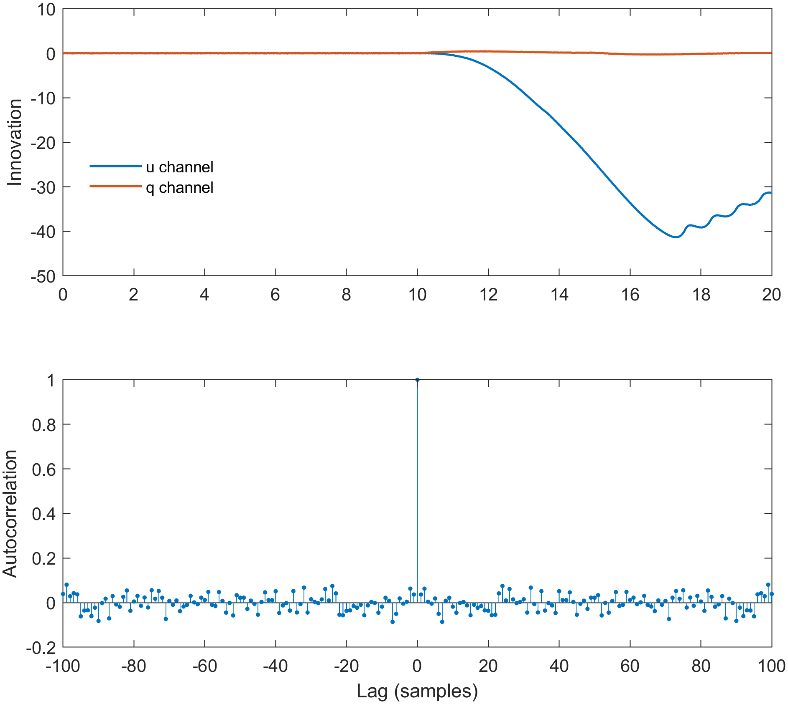 10
0
-10
-20
-30
-40
-50
Innovation
u channel
q channel
0 2 4 6 8 10 12 14 16 18 20
1
0.8
0.6
0.4
0.2
0
-0.2
Autocorrelation
-100 -80 -60 -40 -20 0 20 40 60 80 100
Lag (samples)